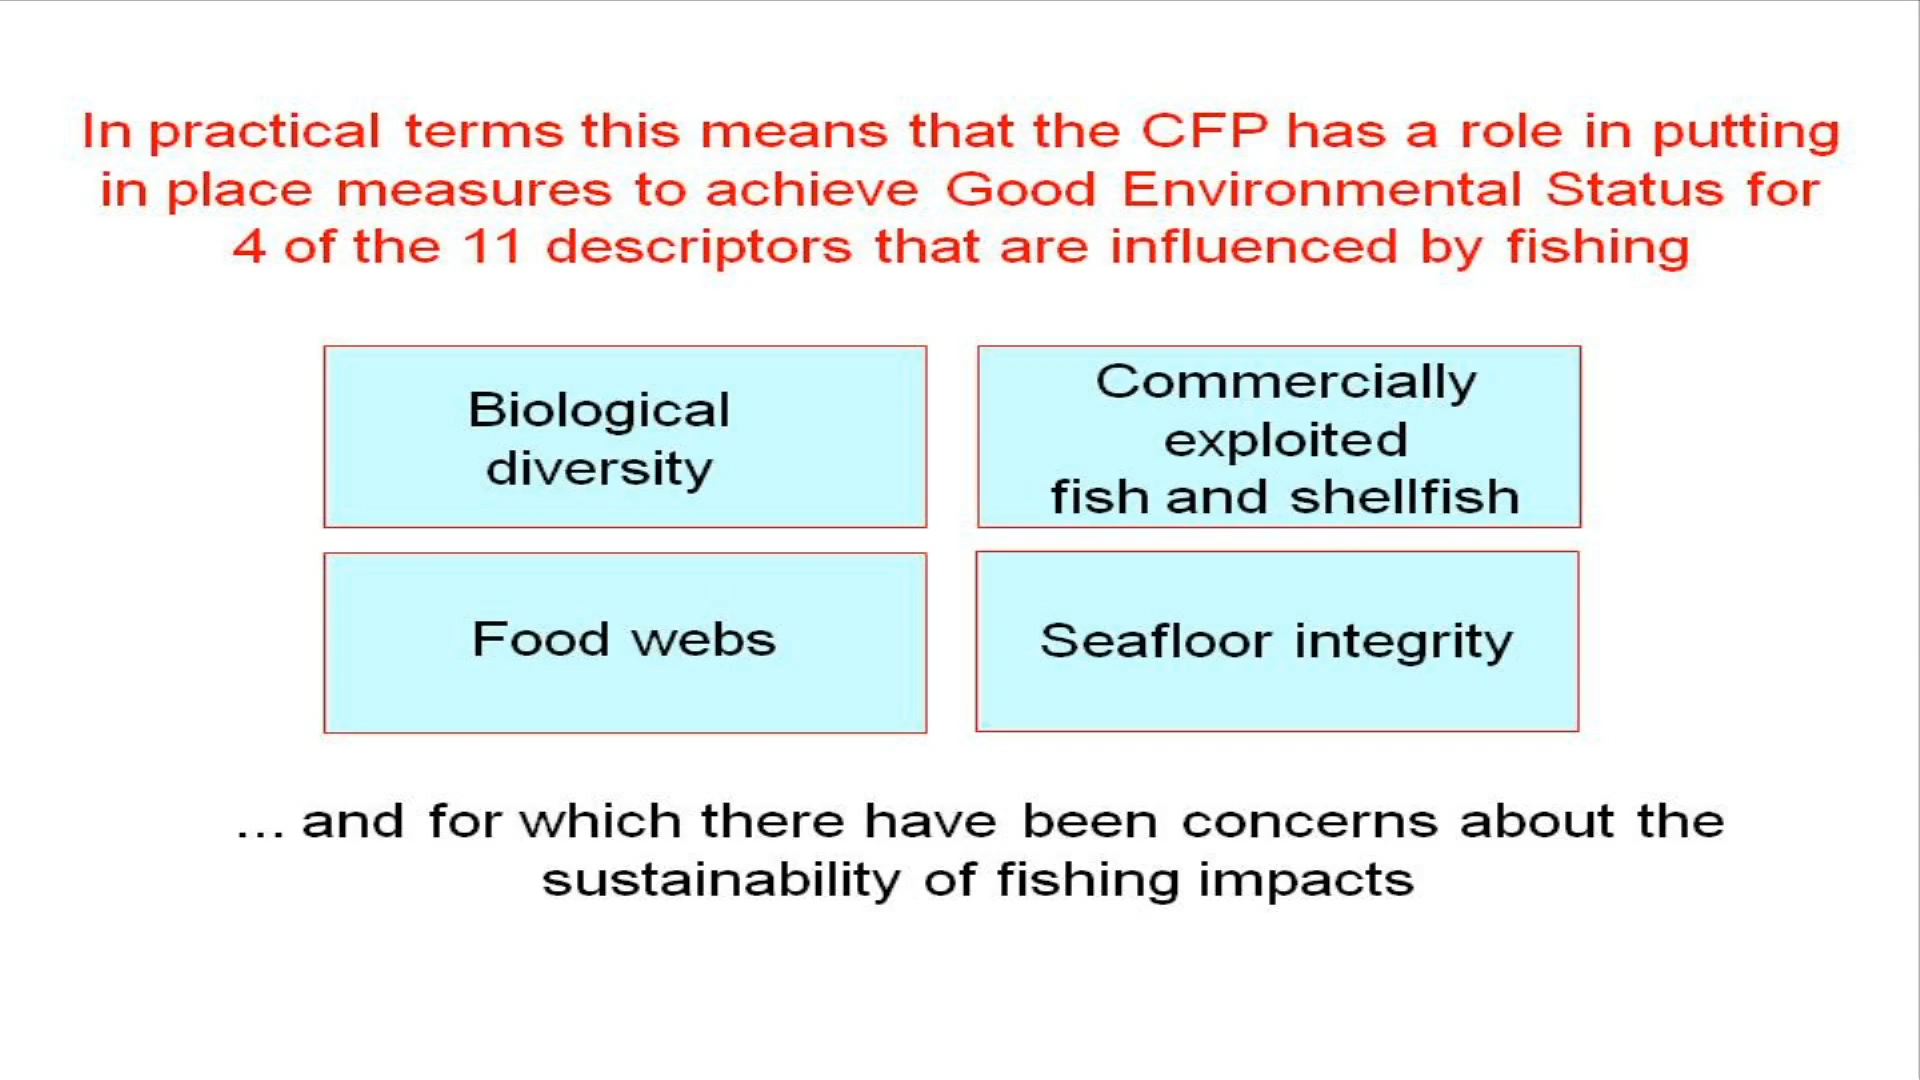 In practical terms this means that the CFP has a role in putting
in place measures to achieve Good Environmental Status for
4 of the 11 descriptors that are influenced by fishing
Biological
diversity
Commercially
exploited
fish and shellfish
Food webs
Seafloor integrity
... and for which there have been concerns about the
sustainability of fishing impacts